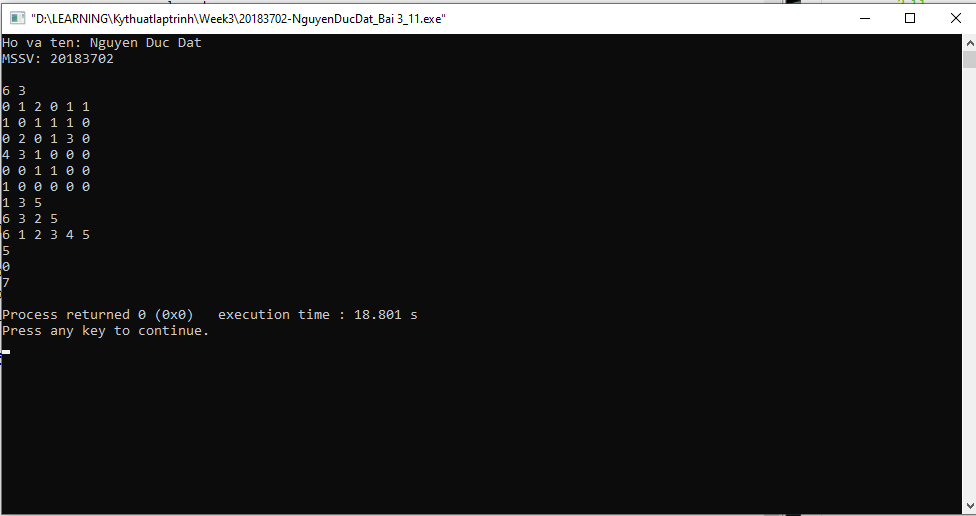 "D:\LEARNING\Kythuatlaptrinh\Week3\20183702-NguyenDucDat_Bai 3_11.exe"
Ho va ten: Nguyen Duc Dat
MSSV: 20183702
6 3
0 1 2 0 1 1
1 0 1 1 1 0
0 2 0 1 3 0
4 3 1 0 0 0
0 0 1 1 0 0
1 0 0 0 0 0
1 3 5
6 3 2 5
6 1 2 3 4 5
5
0
7
Process returned 0 (0x0)   execution time : 18.801 s
Press any key to continue.